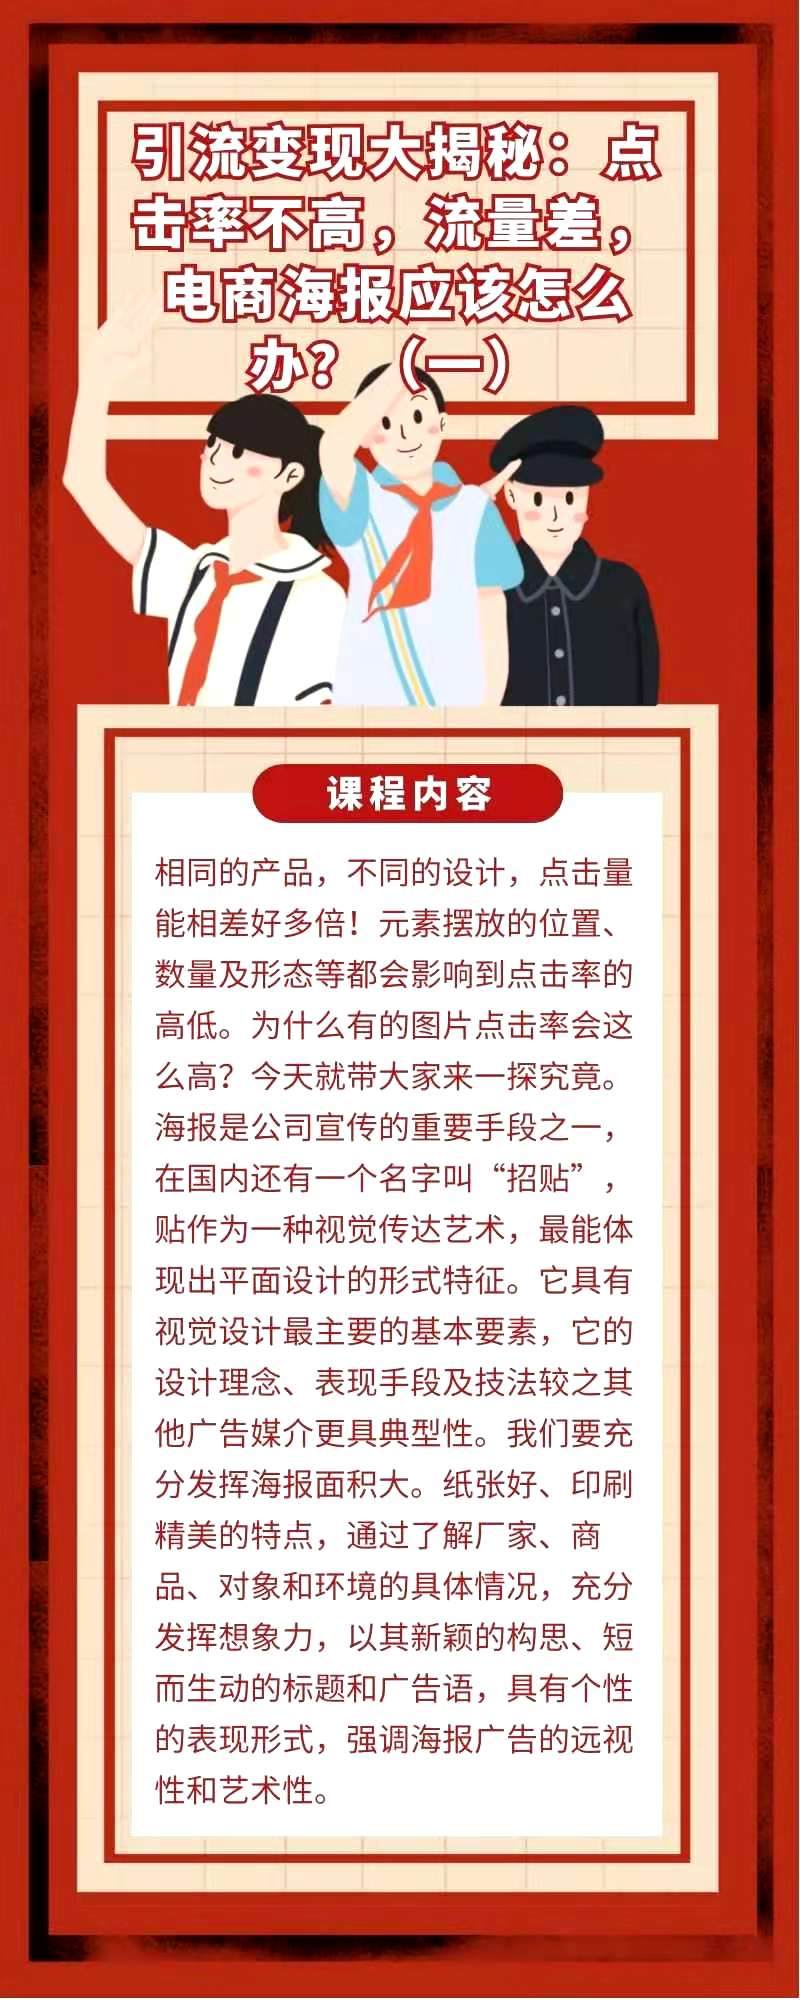 引流变现大揭秘：点
击率不高，流量差，
电商海报应该怎么
办？（一）
课程内容
相同的产品，不同的设计，点击量
能相差好多倍！元素摆放的位置、
数量及形态等都会影响到点击率的
高低。为什么有的图片点击率会这
么高？今天就带大家来一探究竟。
海报是公司宣传的重要手段之一，
在国内还有一个名字叫“招贴”，
贴作为一种视觉传达艺术，最能体
现出平面设计的形式特征。它具有
视觉设计最主要的基本要素，它的
设计理念、表现手段及技法较之其
他广告媒介更具典型性。我们要充
分发挥海报面积大。纸张好、印刷
精美的特点，通过了解厂家、商
品、对象和环境的具体情况，充分
发挥想象力，以其新颖的构思、短
而生动的标题和广告语，具有个性
的表现形式，强调海报广告的远视
性和艺术性。